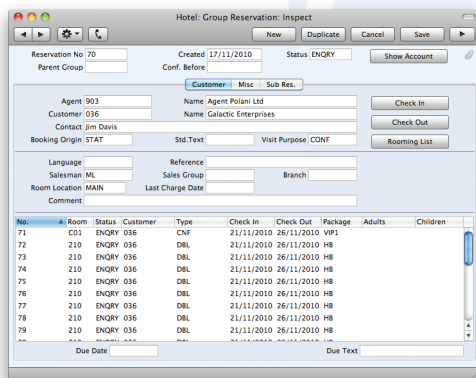 Hotel: Group Reservation: Inspect
New Duplicate Cancel Save
Reservation No 70 Created 17/11/2010 Status ENQRY Show Account
Parent Group Conf. Before
Customer Misc Sub Res.
Agent 903 Name Agent Polani Ltd Check In
Customer 036 Name Galactic Enterprises
Contact Jim Davis Check Out
Booking Origin STAT Std.Text Visit Purpose CONF Rooming List
Language Reference
Salesman ML Sales Group Branch
Room Location MAIN Last Charge Date
Comment
No. Room Status Customer Type Check In Check Out Package Adults Children
71 C01 ENQRY 036 CNF 21/11/2010 26/11/2010 VIP1
72 210 ENQRY 036 DBL 21/11/2010 26/11/2010 HB
73 210 ENQRY 036 DBL 21/11/2010 26/11/2010 HB
74 210 ENQRY 036 DBL 21/11/2010 26/11/2010 HB
75 210 ENQRY 036 DBL 21/11/2010 26/11/2010 HB
76 210 ENQRY 036 DBL 21/11/2010 26/11/2010 HB
77 210 ENQRY 036 DBL 21/11/2010 26/11/2010 HB
78 210 ENQRY 036 DBL 21/11/2010 26/11/2010 HB
79 210 ENQRY 036 DBL 21/11/2010 26/11/2010 HB
Due Date Due Text